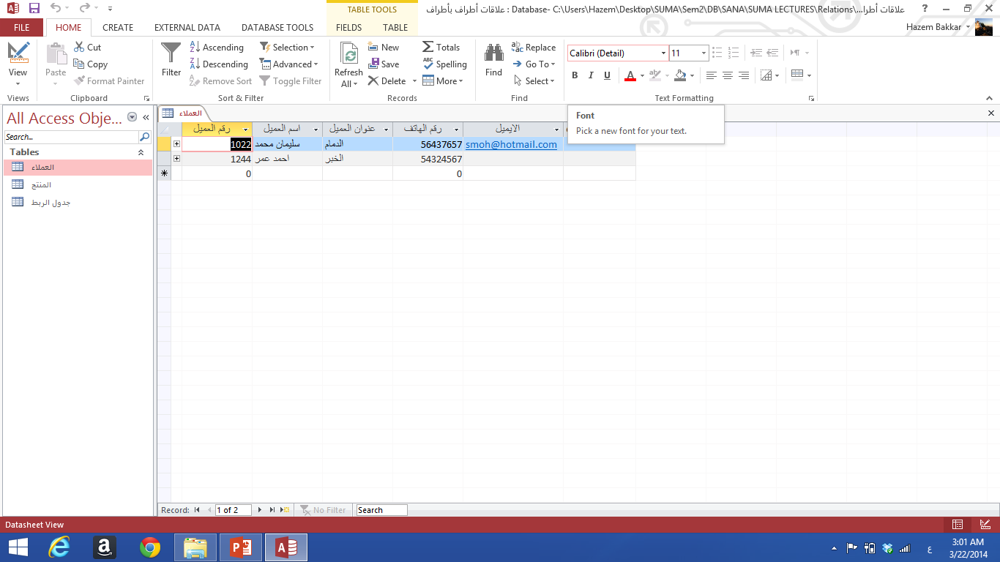 TABLE TOOLS
علاقات أطراف بأطراف : Database- C:\Users\Hazem\Desktop\SUMA\Sem2\DB\SANA\SUMA LECTURES\Relations\...علاقات أطرا
FILE HOME CREATE EXTERNAL DATA DATABASE TOOLS FIELDS TABLE
Hazem Bakkar
View
Views
Paste
Cut
Copy
Format Painter
Clipboard
Filter
Ascending
Descending
Remove Sort
Selection
Advanced
Toggle Filter
Sort & Filter
Refresh
All
New
Save
Delete
Totals
Spelling
More
Records
Find
Replace
Go To
Select
Find
Calibri (Detail) 11
B I U A
Text Formatting
Font
Pick a new font for your text.
All Access Obje...
Search...
Tables
العملاء
المنتج
جدول الربط
العملاء
رقم العميل اسم العميل عنوان العميل رقم الهاتف الايميل
1022 سليمان محمد الدمام 56437657 smoh@hotmail.com
1244 احمد عمر الخبر 54324567
0 0
Record: 1 of 2 No Filter Search
Datasheet View
ع
3:01 AM
3/22/2014